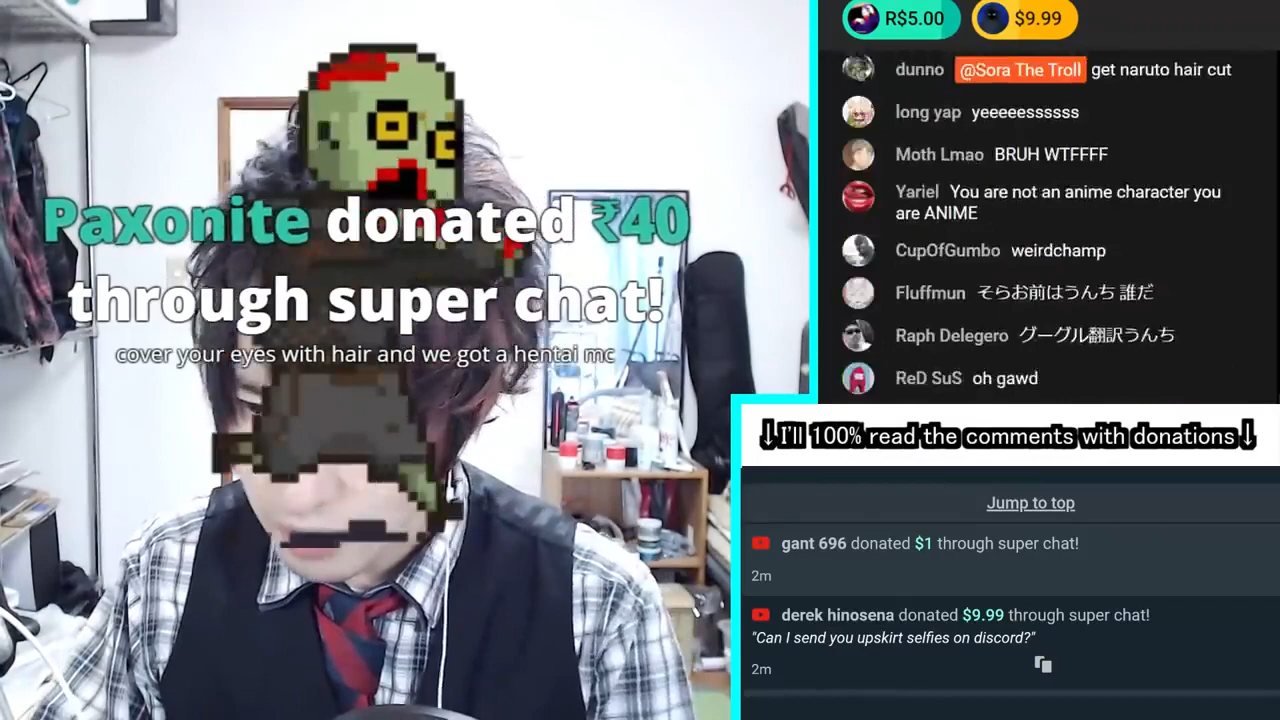 Paxonite donated ₹40
through super chat!
cover your eyes with hair and we got a hentai mc
R$5.00
$9.99
dunno @Sora The Troll get naruto hair cut
long yap yeeeeessssss
Moth Lmao BRUH WTFFFF
Yariel You are not an anime character you
are ANIME
CupOfGumbo weirdchamp
Fluffmun そらお前はうんち 誰だ
Raph Delegero グーグル翻訳うんち
ReD SuS oh gawd
↓I'll 100% read the comments with donations↓
Jump to top
gant 696 donated $1 through super chat!
2m
derek hinosena donated $9.99 through super chat!
"Can I send you upskirt selfies on discord?"
2m